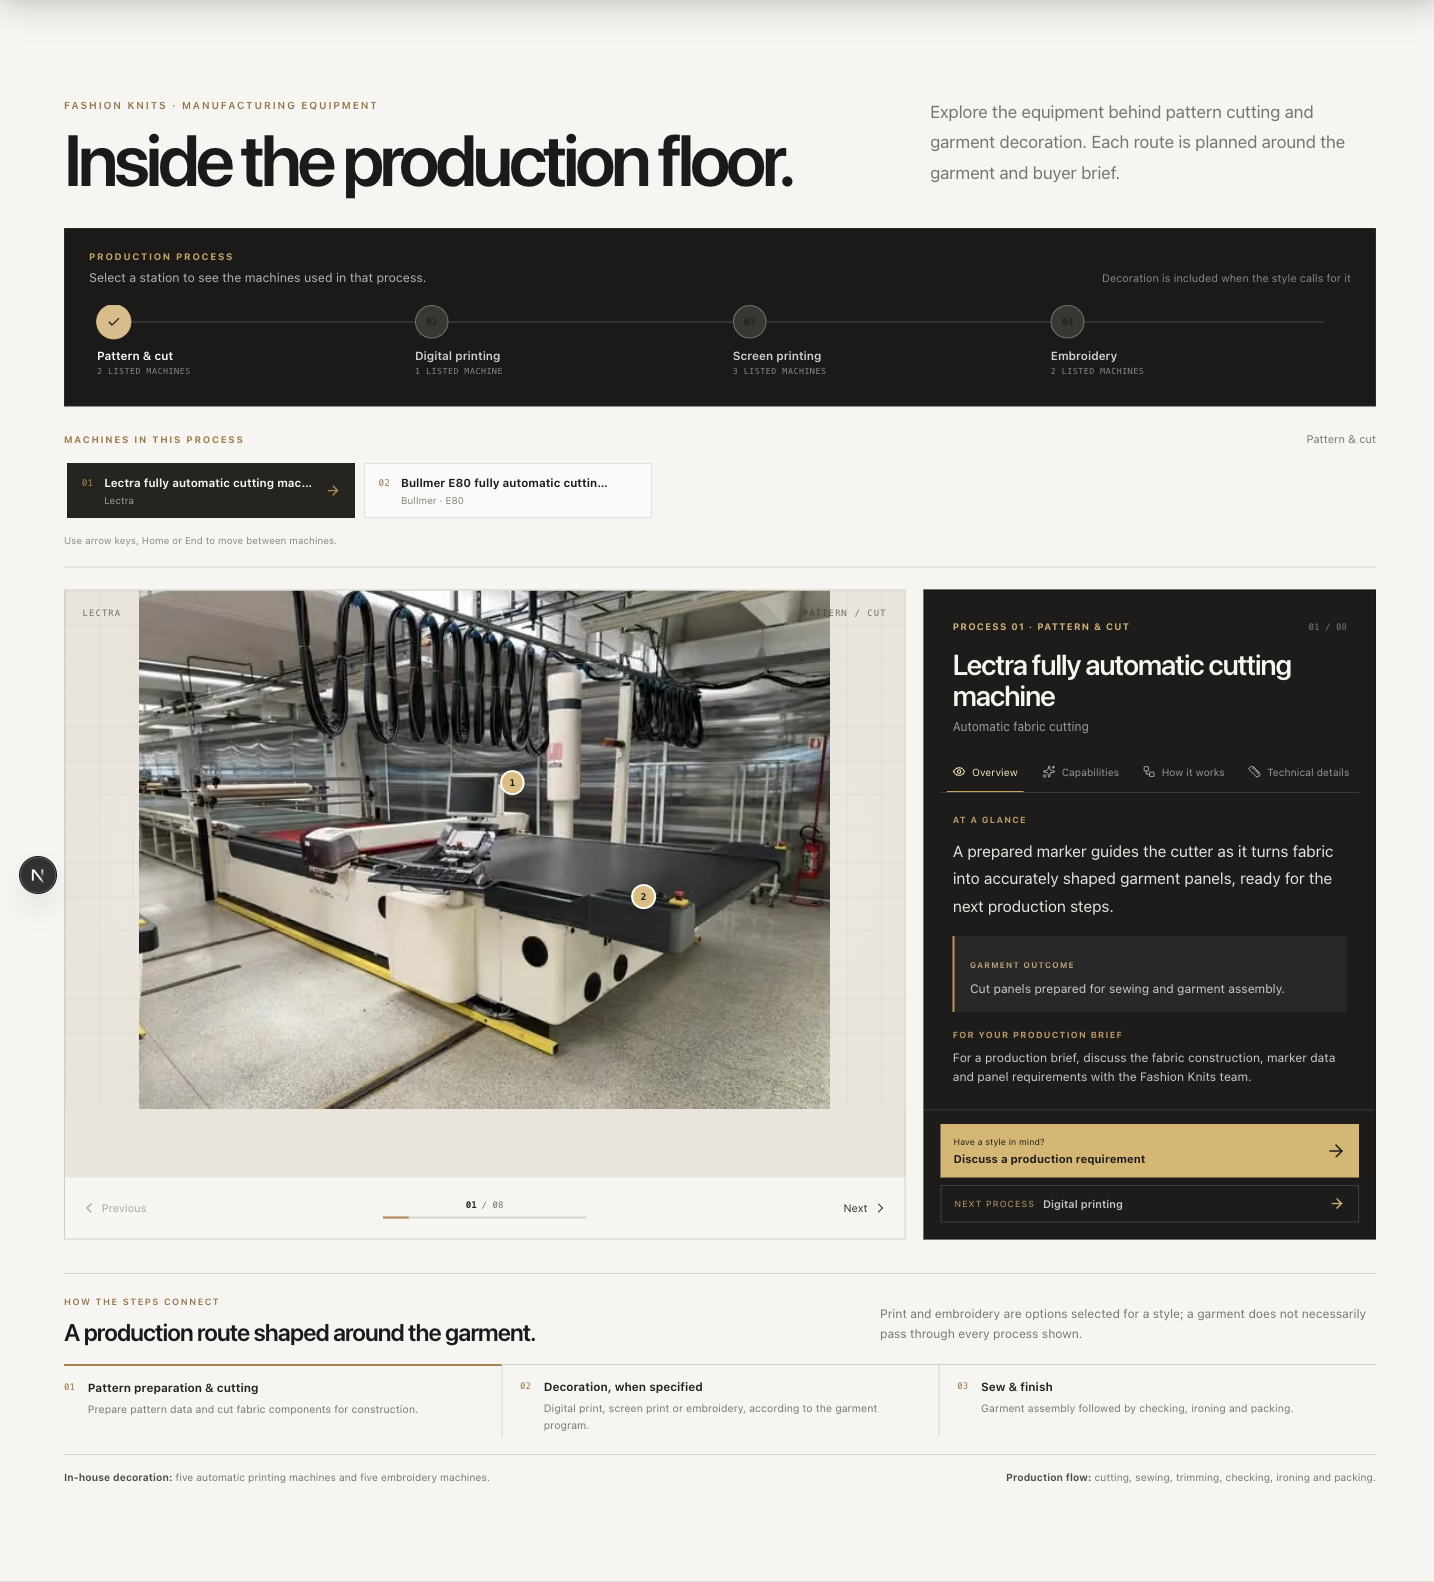 FASHION KNITS · MANUFACTURING EQUIPMENT
Inside the production floor.
Explore the equipment behind pattern cutting and
garment decoration. Each route is planned around the
garment and buyer brief.
PRODUCTION PROCESS
Select a station to see the machines used in that process.
Decoration is included when the style calls for it
02
03
04
Pattern & cut
2 LISTED MACHINES
Digital printing
1 LISTED MACHINE
Screen printing
3 LISTED MACHINES
Embroidery
2 LISTED MACHINES
MACHINES IN THIS PROCESS
Pattern & cut
01
Lectra fully automatic cutting mac...
Lectra
02
Bullmer E80 fully automatic cuttin...
Bullmer · E80
Use arrow keys, Home or End to move between machines.
LECTRA
PATTERN / CUT
1
2
N
Previous
01 / 08
Next
PROCESS 01 · PATTERN & CUT
01 / 08
Lectra fully automatic cutting
machine
Automatic fabric cutting
Overview
Capabilities
How it works
Technical details
AT A GLANCE
A prepared marker guides the cutter as it turns fabric
into accurately shaped garment panels, ready for the
next production steps.
GARMENT OUTCOME
Cut panels prepared for sewing and garment assembly.
FOR YOUR PRODUCTION BRIEF
For a production brief, discuss the fabric construction, marker data
and panel requirements with the Fashion Knits team.
Have a style in mind?
Discuss a production requirement
NEXT PROCESS Digital printing
HOW THE STEPS CONNECT
A production route shaped around the garment.
Print and embroidery are options selected for a style; a garment does not necessarily
pass through every process shown.
01
Pattern preparation & cutting
Prepare pattern data and cut fabric components for construction.
02
Decoration, when specified
Digital print, screen print or embroidery, according to the garment
program.
03
Sew & finish
Garment assembly followed by checking, ironing and packing.
In-house decoration: five automatic printing machines and five embroidery machines.
Production flow: cutting, sewing, trimming, checking, ironing and packing.